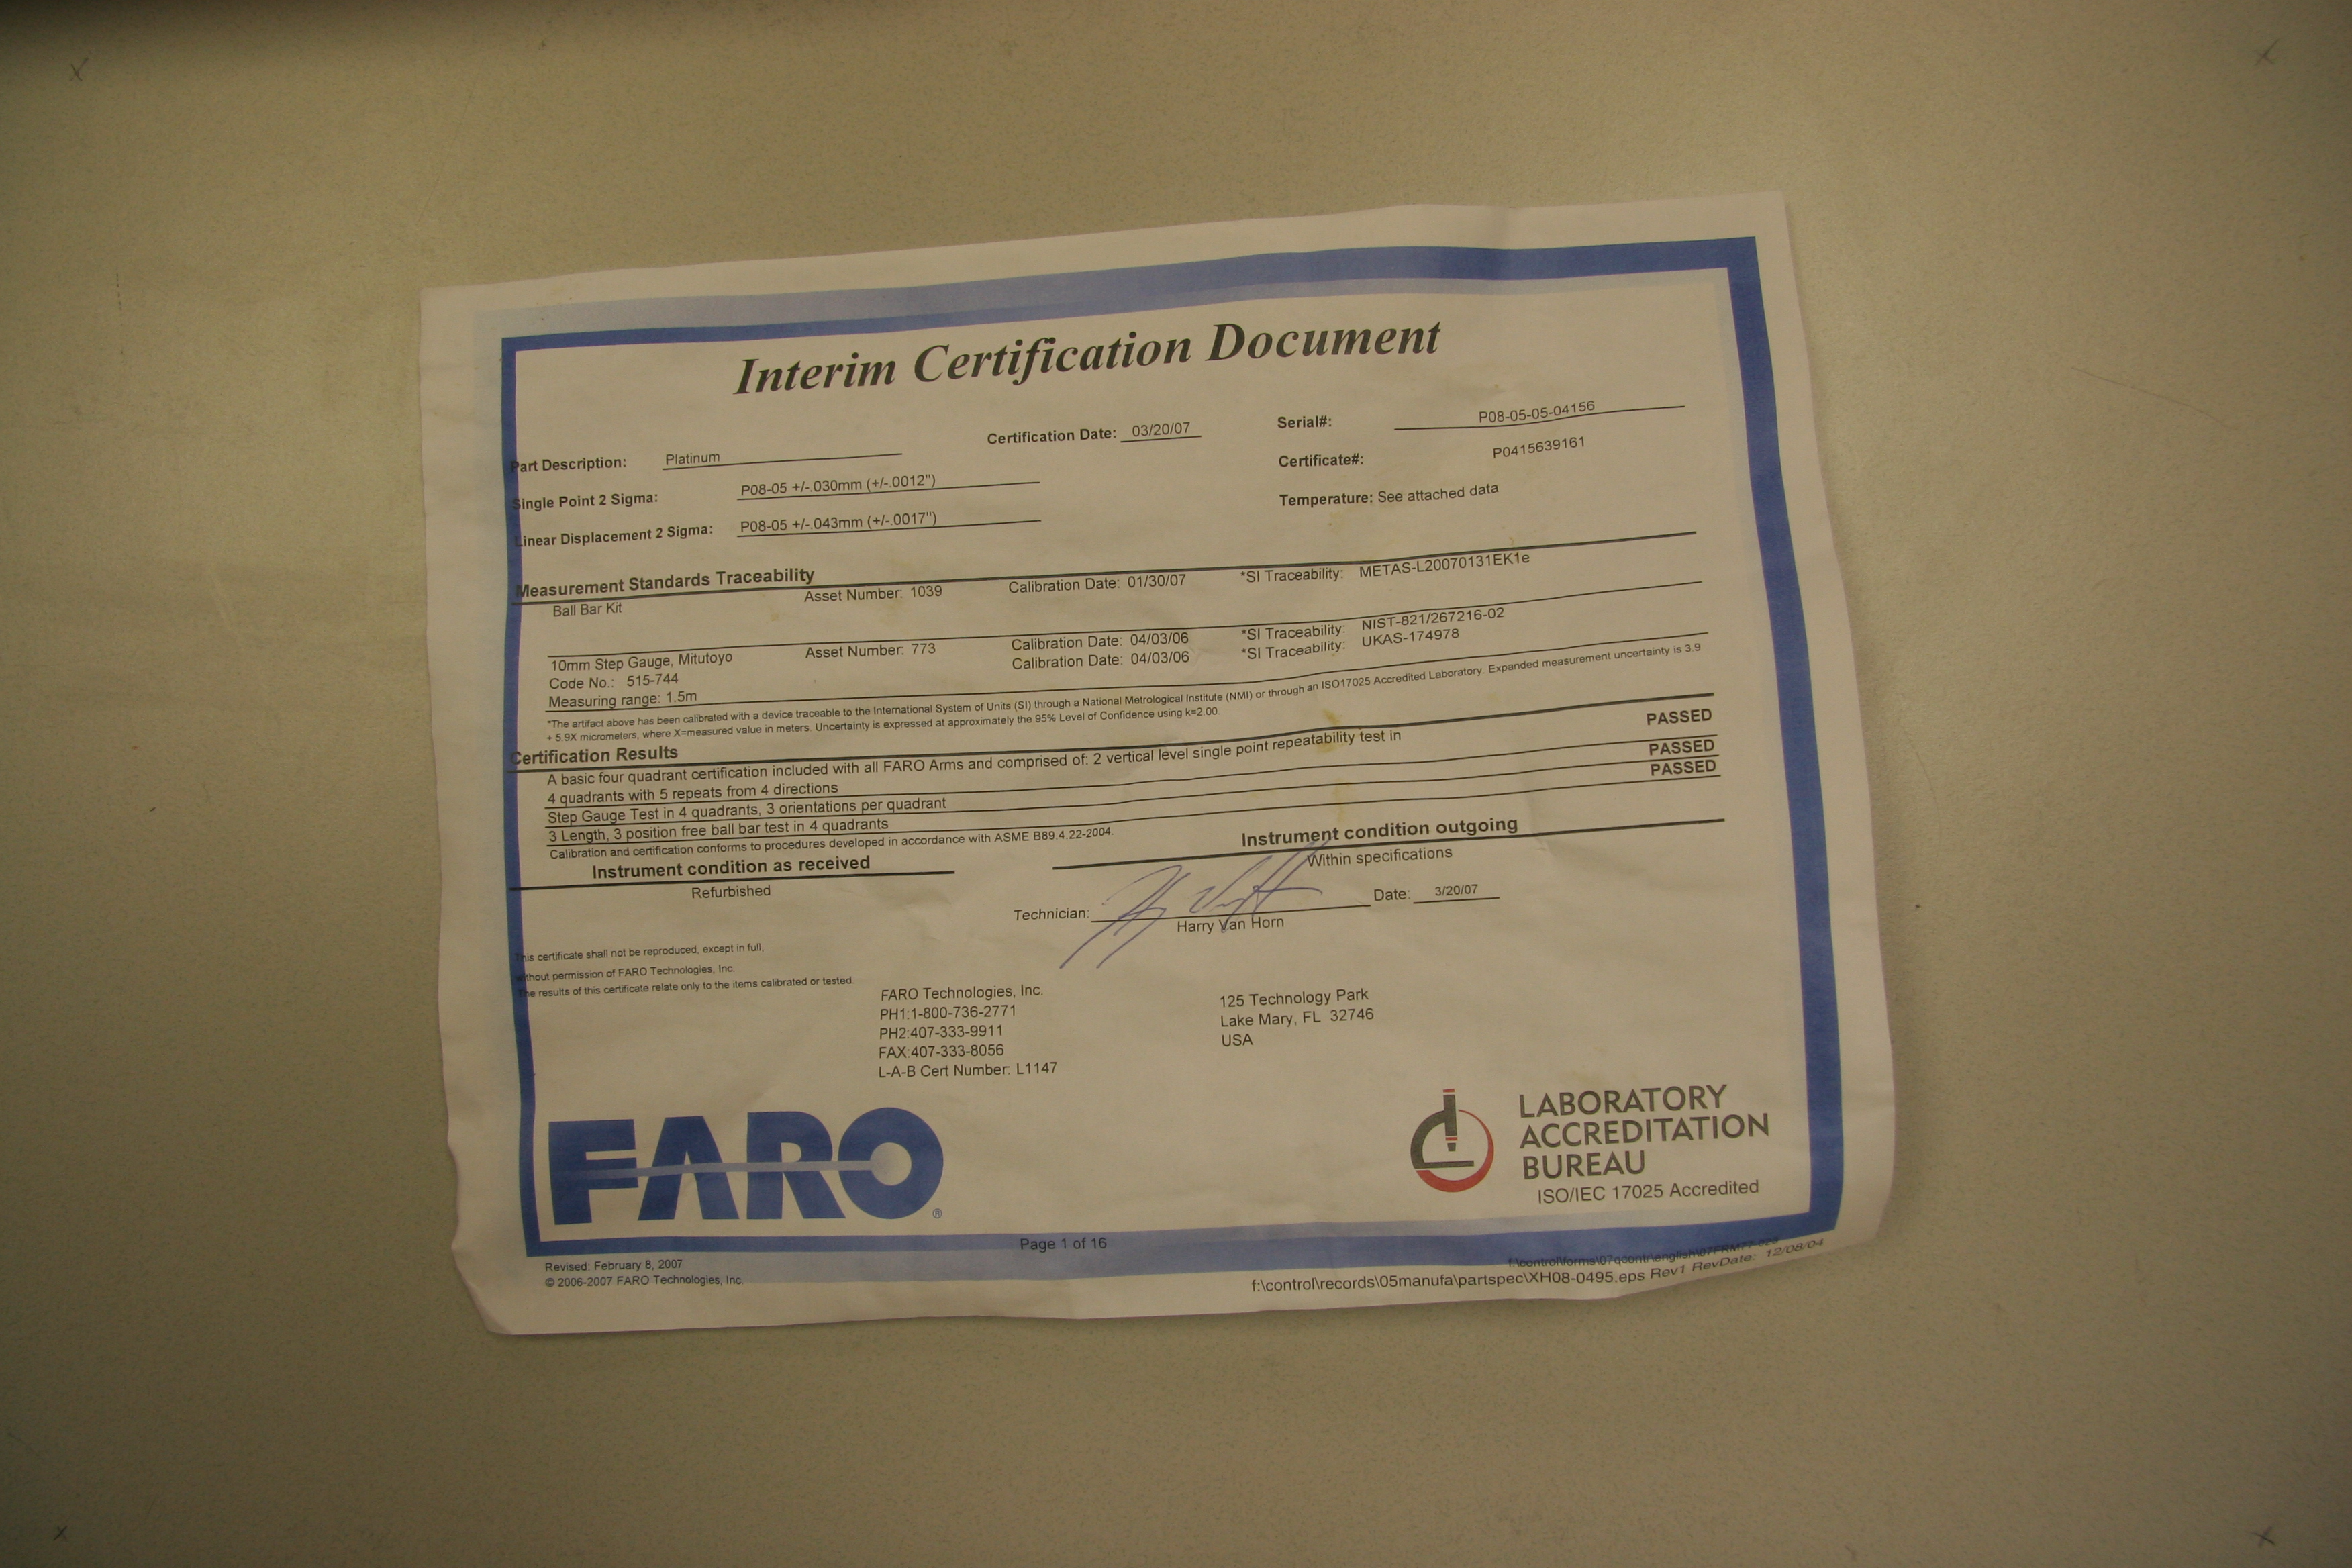 Interim Certification Document
Certification Date: 03/20/07
Serial#: P08-05-05-04156
Part Description: Platinum
Certificate#: P0415639161
Single Point 2 Sigma: P08-05 +/-.030mm (+/-.0012")
Temperature: See attached data
Linear Displacement 2 Sigma: P08-05 +/-.043mm (+/-.0017")
Measurement Standards Traceability
Ball Bar Kit Asset Number: 1039 Calibration Date: 01/30/07 *SI Traceability: METAS-L20070131EK1e
10mm Step Gauge, Mitutoyo Asset Number: 773 Calibration Date: 04/03/06 *SI Traceability: NIST-821/267216-02
Calibration Date: 04/03/06 *SI Traceability: UKAS-174978
Code No.: 515-744
Measuring range: 1.5m
*The artifact above has been calibrated with a device traceable to the International System of Units (SI) through a National Metrological Institute (NMI) or through an ISO17025 Accredited Laboratory. Expanded measurement uncertainty is 3.9
+ 5.9X micrometers, where X=measured value in meters. Uncertainty is expressed at approximately the 95% Level of Confidence using k=2.00.
Certification Results
A basic four quadrant certification included with all FARO Arms and comprised of: 2 vertical level single point repeatability test in PASSED
4 quadrants with 5 repeats from 4 directions
Step Gauge Test in 4 quadrants, 3 orientations per quadrant PASSED
3 Length, 3 position free ball bar test in 4 quadrants PASSED
Calibration and certification conforms to procedures developed in accordance with ASME B89.4.22-2004.
Instrument condition as received
Refurbished
Instrument condition outgoing
Within specifications
Technician: Date: 3/20/07
Harry Van Horn
This certificate shall not be reproduced, except in full,
without permission of FARO Technologies, Inc.
The results of this certificate relate only to the items calibrated or tested.
FARO Technologies, Inc.
PH1:1-800-736-2771
PH2:407-333-9911
FAX:407-333-8056
L-A-B Cert Number: L1147
125 Technology Park
Lake Mary, FL 32746
USA
FARO®
LABORATORY
ACCREDITATION
BUREAU
ISO/IEC 17025 Accredited
Page 1 of 16
Revised: February 8, 2007
© 2006-2007 FARO Technologies, Inc.
f:\control\forms\07qcontr\english\
f:\control\records\05manufa\partspec\XH08-0495.eps Rev1 RevDate: 12/08/04